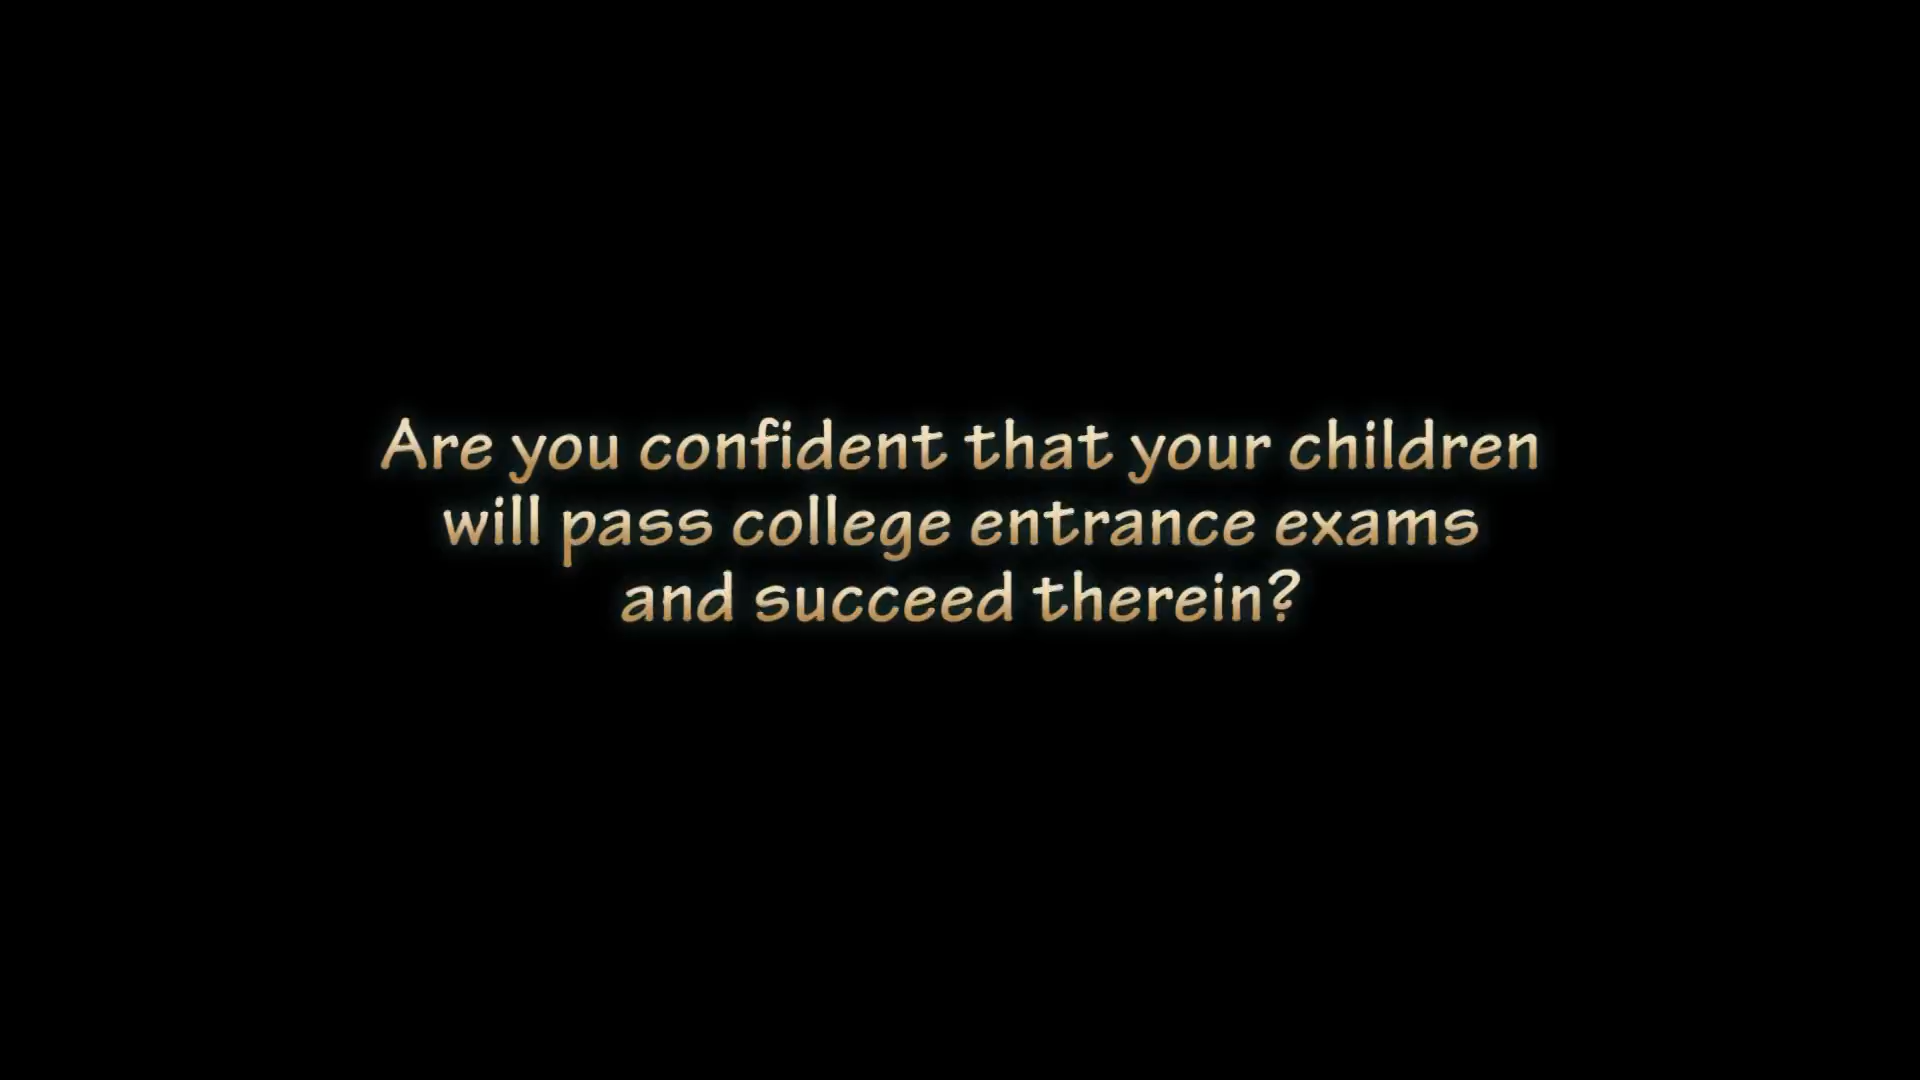 Are you confident that your children
will pass college entrance exams
and succeed therein?